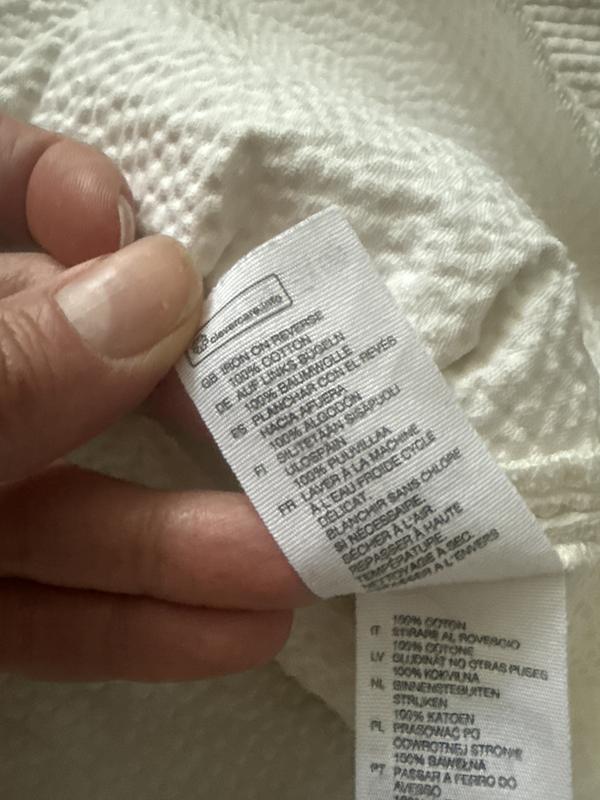 clevercare.info
GB IRON ON REVERSE
100% COTTON
DE AUF LINKS BÜGELN
100% BAUMWOLLE
ES PLANCHAR CON EL REVÉS
HACIA AFUERA
100% ALGODÓN
FI SILITETÄÄN SISÄPUOLI
ULOSPÄIN
100% PUUVILLAA
FR LAVER À LA MACHINE
À L'EAU FROIDE CYCLE
DÉLICAT.
BLANCHIR SANS CHLORE
SI NÉCESSAIRE.
SÉCHER À L'AIR
REPASSER À HAUTE
TEMPÉRATURE.
NETTOYAGE A SEC.
A L'ENVERS
100% COTON
IT STIRARE AL ROVESCIO
100% COTONE
LV GLUDINĀT NO OTRAS PUSES
100% KOKVILNA
NL BINNENSTEBUITEN
STRIJKEN
100% KATOEN
PL PRASOWAĆ PO
ODWROTNEJ STRONIE
100% BAWEŁNA
PT PASSAR A FERRO DO
AVESSO